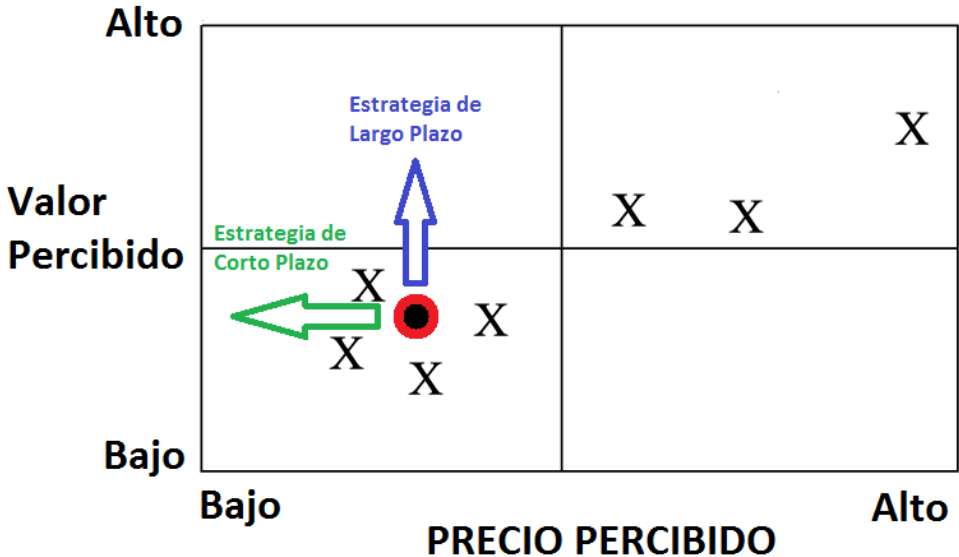 Alto
Estrategia de
Largo Plazo
X
Valor
Percibido
X X
Estrategia de
Corto Plazo
X
X
X
X
Bajo
Bajo
Alto
PRECIO PERCIBIDO